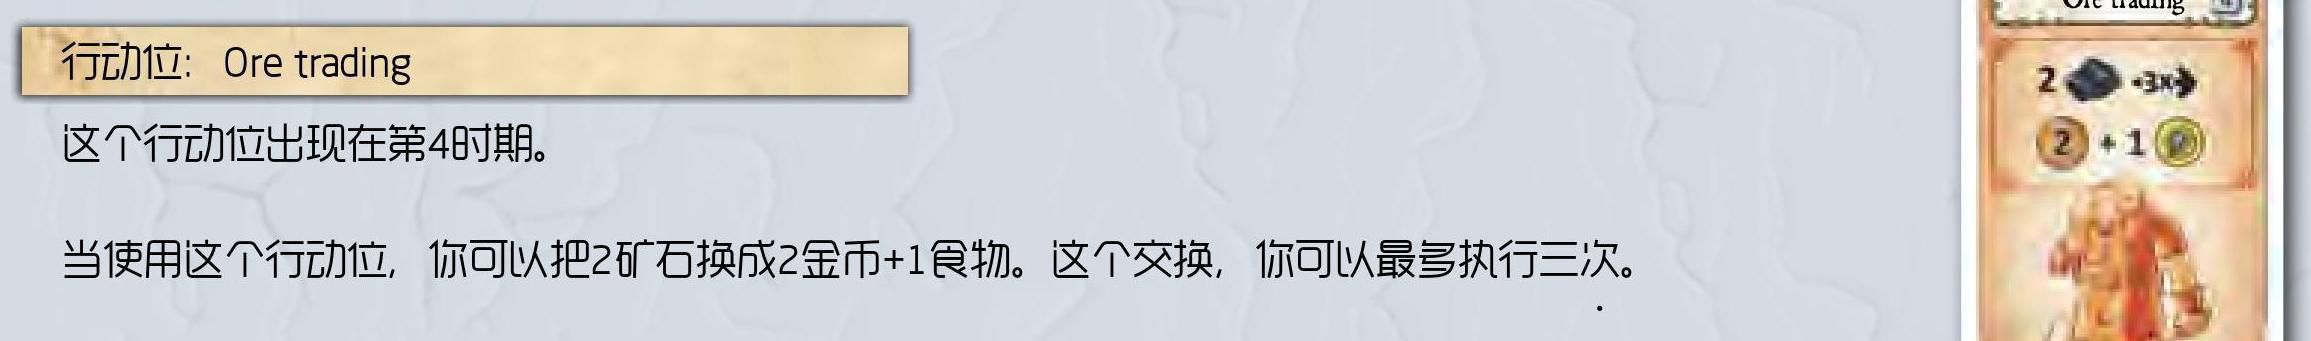 行动位: Ore trading
这个行动位出现在第4时期。
当使用这个行动位, 你可以把2矿石换成2金币+1食物。这个交换, 你可以最多执行三次。
.
Ore trading
2 -3x
2 + 1